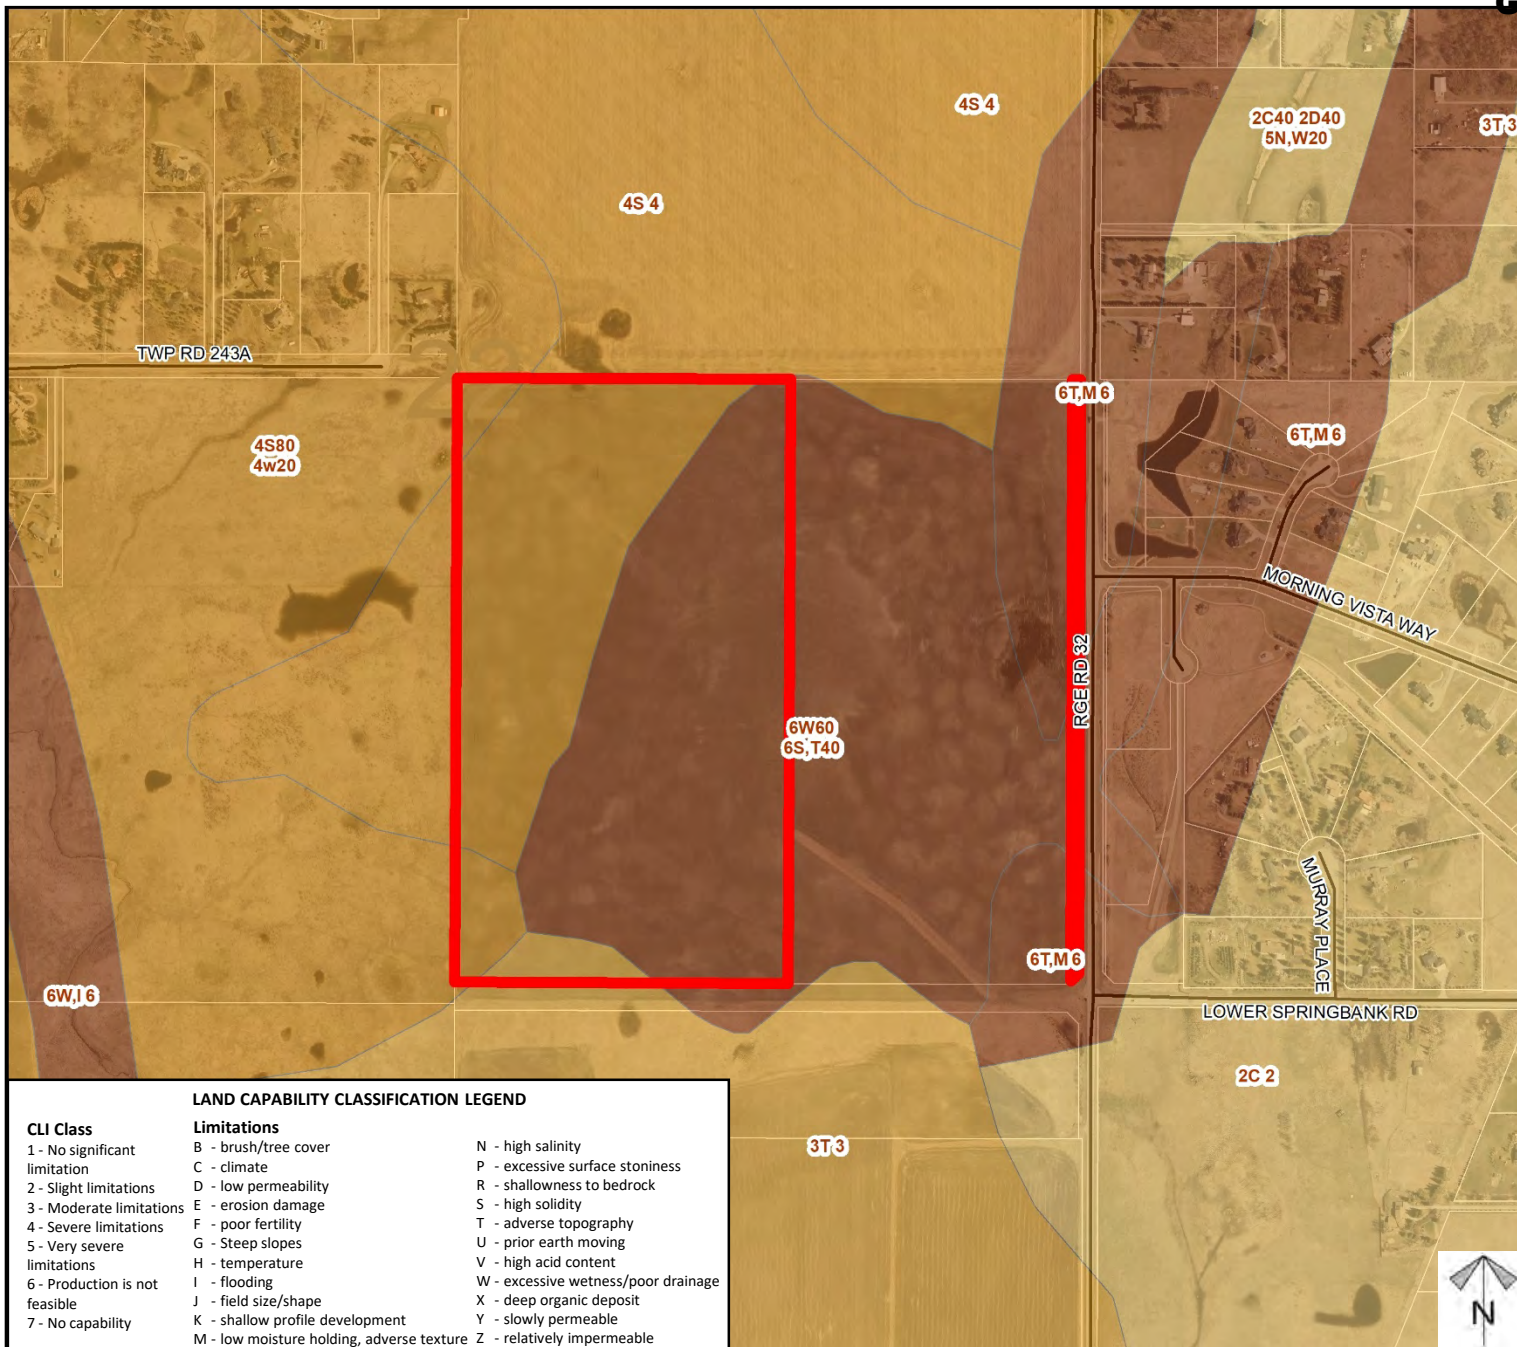 4S 4
2C40 2D40
5N,W20
3T 3
4S 4
TWP RD 243A
6T,M 6
6T,M 6
4S80
4w20
MORNING VISTA WAY
RGE RD 32
6W60
6S,T40
MURRAY PLACE
6T,M 6
6W,I 6
LOWER SPRINGBANK RD
2C 2
3T 3
LAND CAPABILITY CLASSIFICATION LEGEND
CLI Class
1 - No significant
limitation
2 - Slight limitations
3 - Moderate limitations
4 - Severe limitations
5 - Very severe
limitations
6 - Production is not
feasible
7 - No capability
Limitations
B - brush/tree cover
C - climate
D - low permeability
E - erosion damage
F - poor fertility
G - Steep slopes
H - temperature
I - flooding
J - field size/shape
K - shallow profile development
M - low moisture holding, adverse texture
N - high salinity
P - excessive surface stoniness
R - shallowness to bedrock
S - high solidity
T - adverse topography
U - prior earth moving
V - high acid content
W - excessive wetness/poor drainage
X - deep organic deposit
Y - slowly permeable
Z - relatively impermeable
N